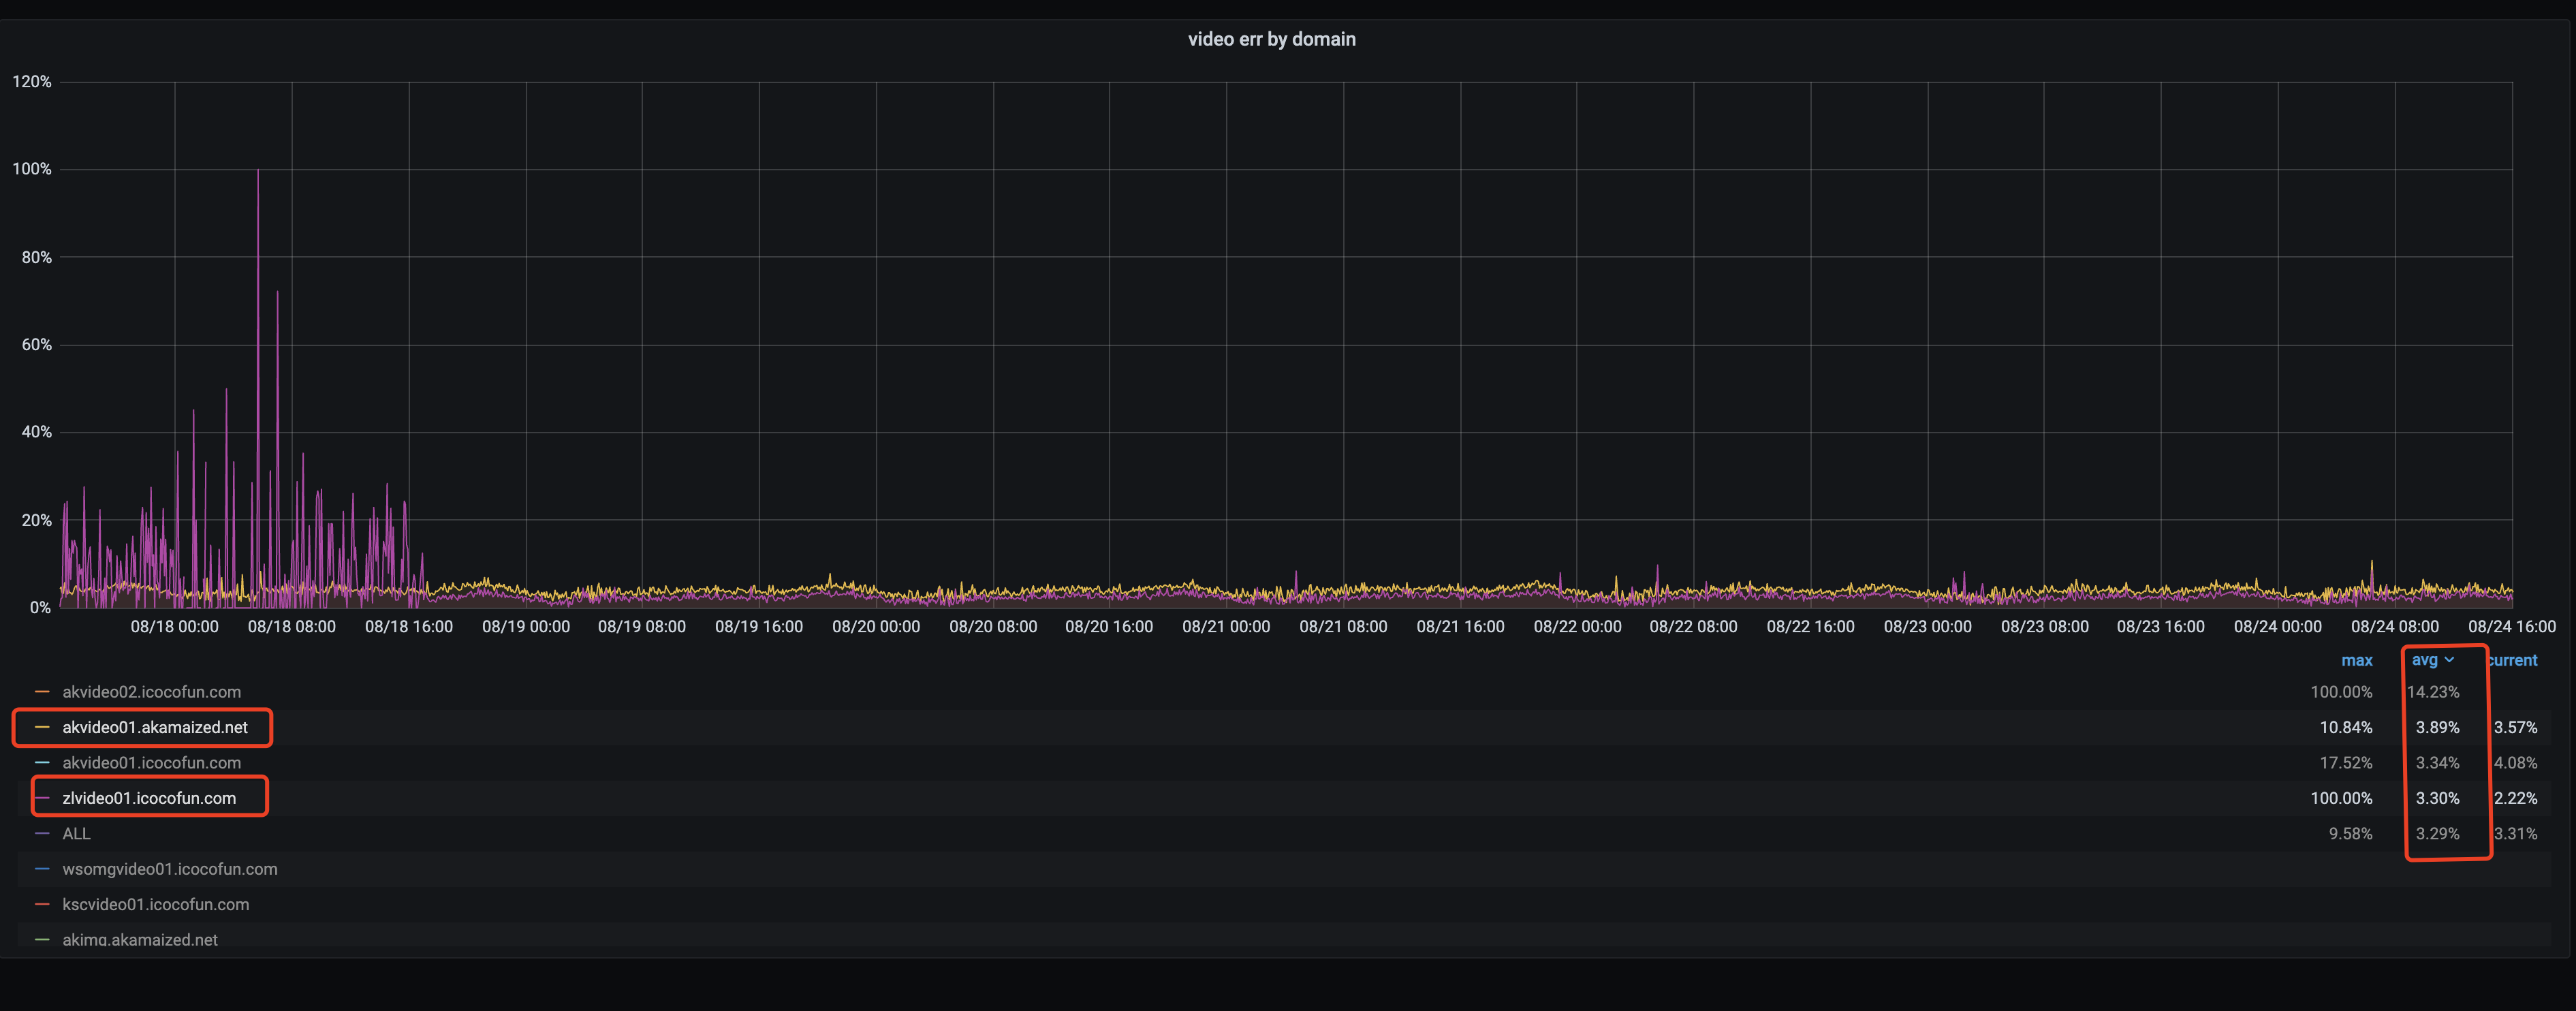 video err by domain
120%
100%
80%
60%
40%
20%
0%
08/18 00:00 08/18 08:00 08/18 16:00 08/19 00:00 08/19 08:00 08/19 16:00 08/20 00:00 08/20 08:00 08/20 16:00 08/21 00:00 08/21 08:00 08/21 16:00 08/22 00:00 08/22 08:00 08/22 16:00 08/23 00:00 08/23 08:00 08/23 16:00 08/24 00:00 08/24 08:00 08/24 16:00
max avg current
akvideo02.icocofun.com 100.00% 14.23%
akvideo01.akamaized.net 10.84% 3.89% 3.57%
akvideo01.icocofun.com 17.52% 3.34% 4.08%
zlvideo01.icocofun.com 100.00% 3.30% 2.22%
ALL 9.58% 3.29% 3.31%
wsomgvideo01.icocofun.com
kscvideo01.icocofun.com
akimg.akamaized.net